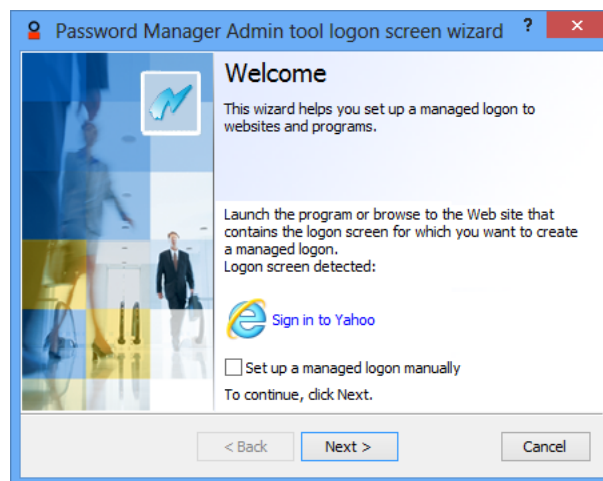 Password Manager Admin tool logon screen wizard ? ×
Welcome
This wizard helps you set up a managed logon to
websites and programs.
Launch the program or browse to the Web site that
contains the logon screen for which you want to create
a managed logon.
Logon screen detected:
Sign in to Yahoo
Set up a managed logon manually
To continue, click Next.
< Back Next > Cancel